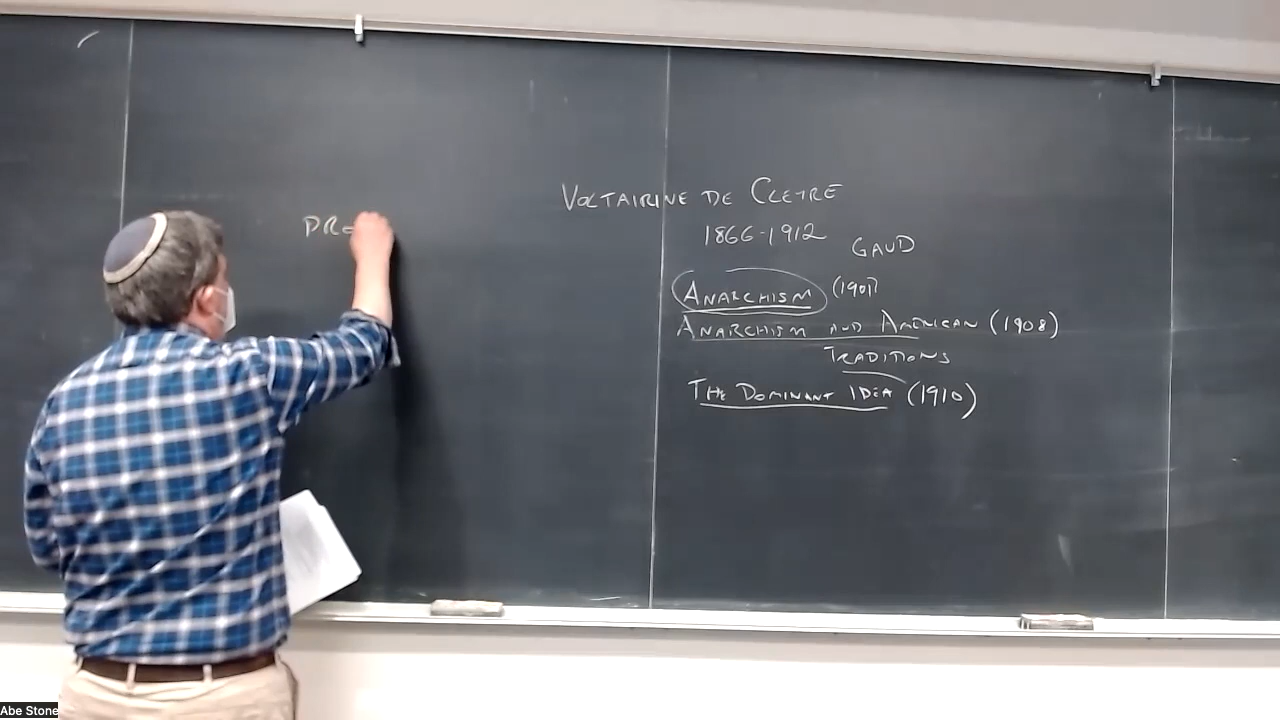 VOLTAIRINE DE CLEYRE
1866-1912
GAUD
PRO
ANARCHISM (1901)
ANARCHISM AND AMERICAN (1908)
TRADITIONS
THE DOMINANT IDEA (1910)
Abe Stone